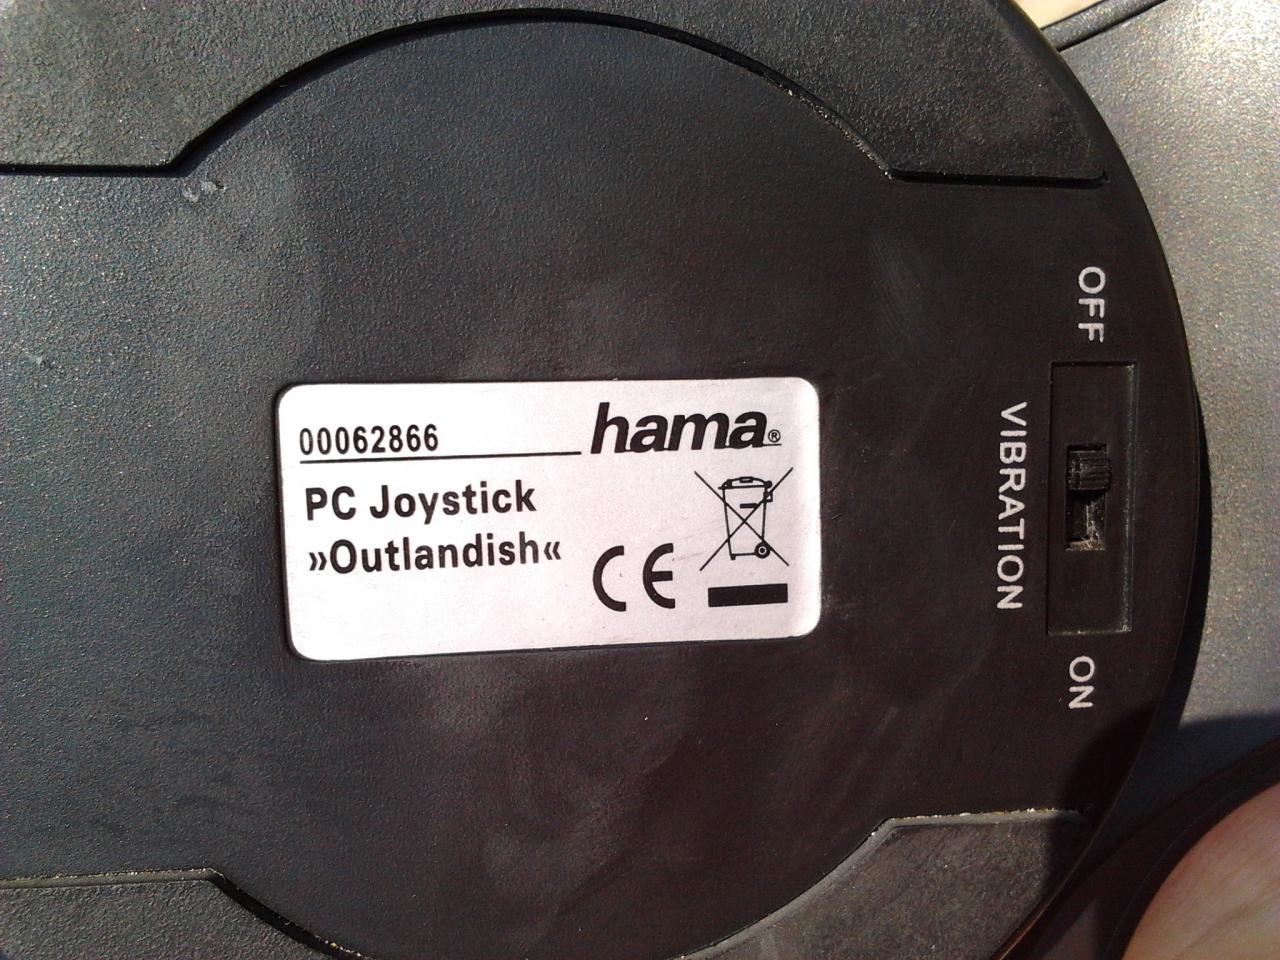 00062866
hama®
PC Joystick
»Outlandish«
CE
OFF
VIBRATION
ON